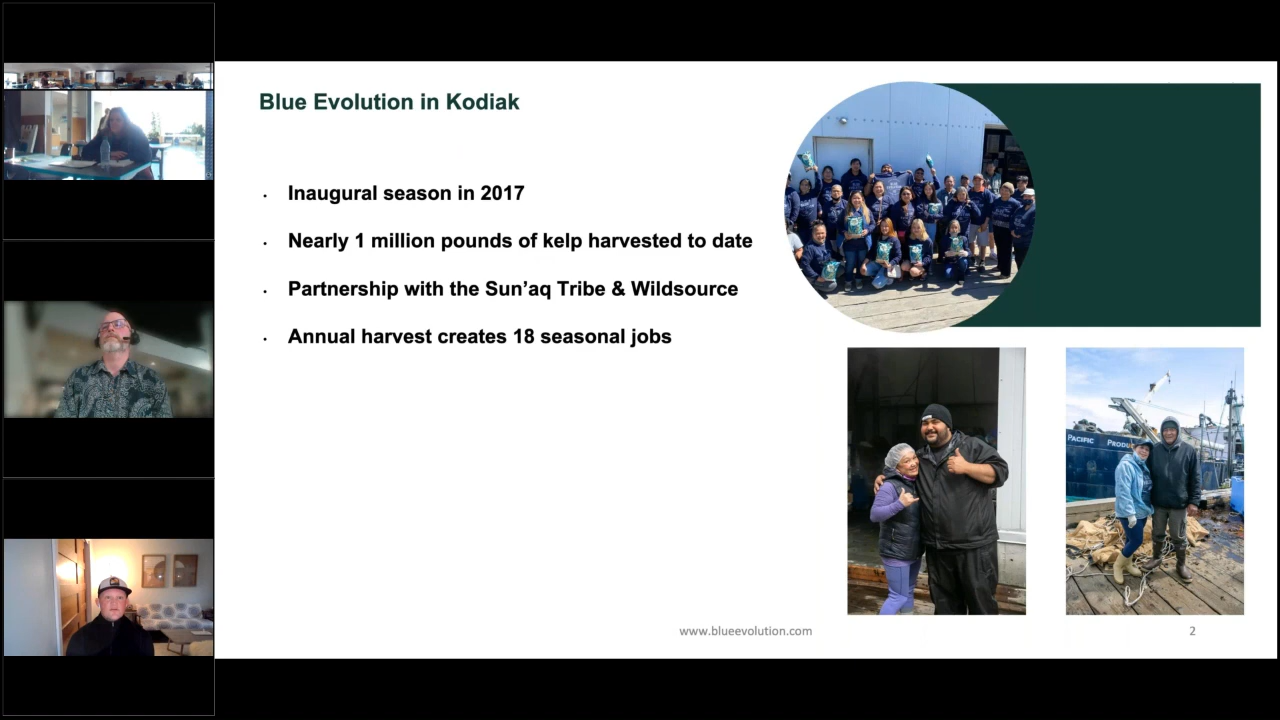 Blue Evolution in Kodiak
· Inaugural season in 2017
· Nearly 1 million pounds of kelp harvested to date
· Partnership with the Sun’aq Tribe & Wildsource
· Annual harvest creates 18 seasonal jobs
PACIFIC
www.blueevolution.com
2